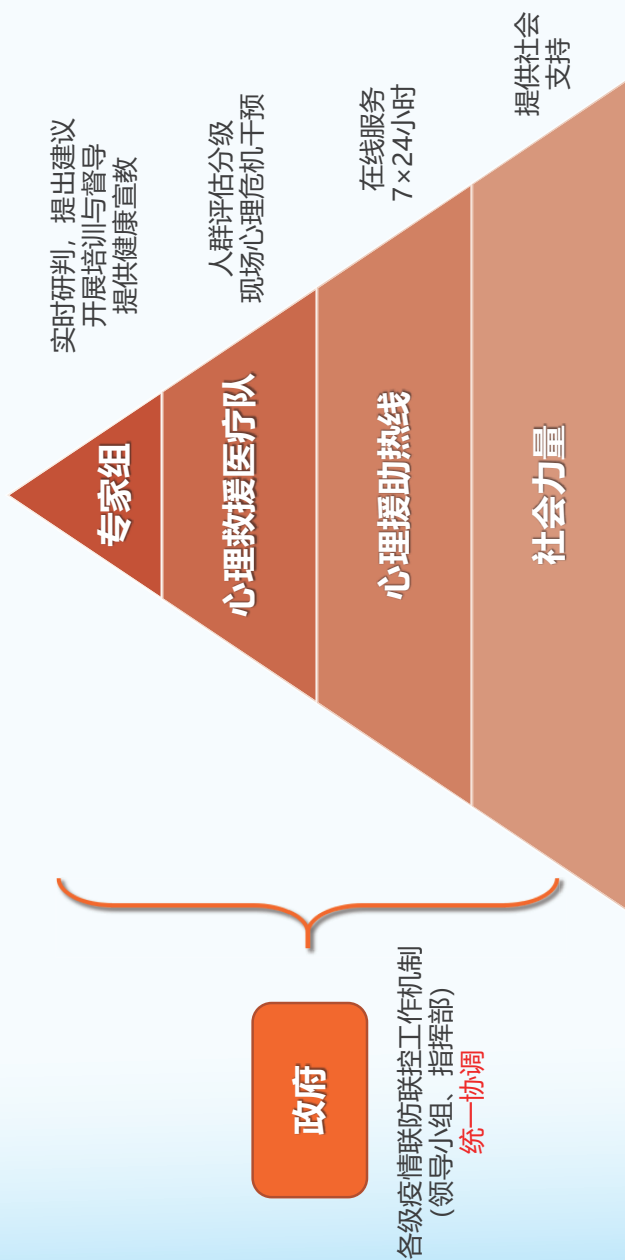 政府
各级疫情联防联控工作机制
（领导小组、指挥部）
统一协调
专家组
实时研判，提出建议
开展培训与督导
提供健康宣教
心理救援医疗队
人群评估分级
现场心理危机干预
心理援助热线
在线服务
7×24小时
社会力量
提供社会
支持